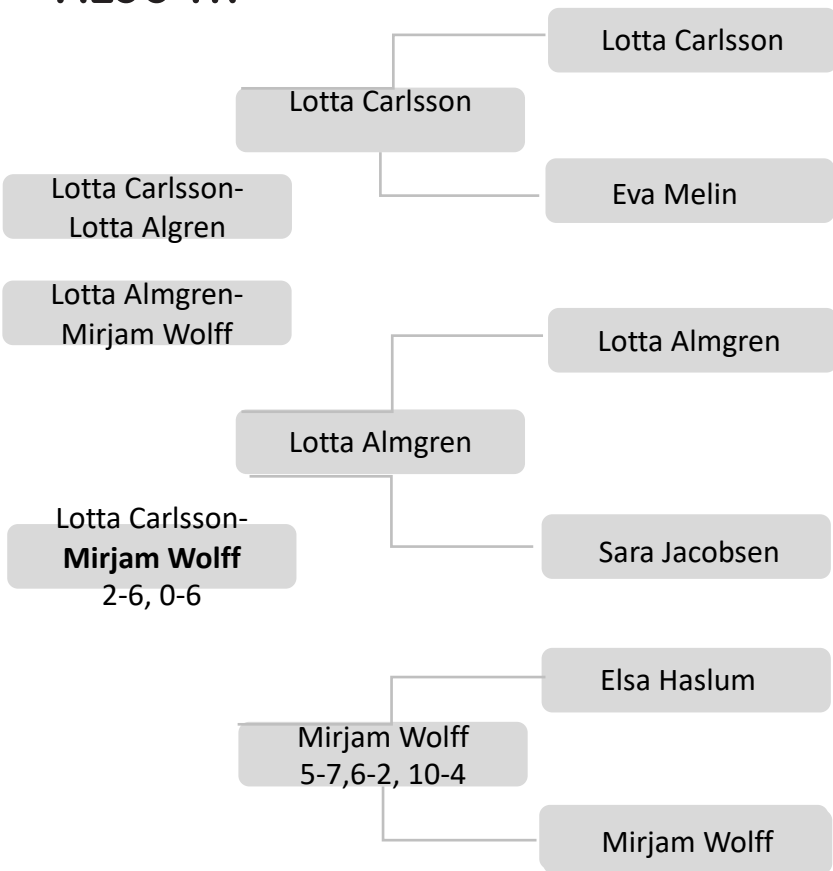 Lotta Carlsson
Lotta Carlsson
Eva Melin
Lotta Carlsson-
Lotta Algren
Lotta Almgren-
Mirjam Wolff
Lotta Almgren
Lotta Almgren
Sara Jacobsen
Lotta Carlsson-
Mirjam Wolff
2-6, 0-6
Elsa Haslum
Mirjam Wolff
5-7,6-2, 10-4
Mirjam Wolff